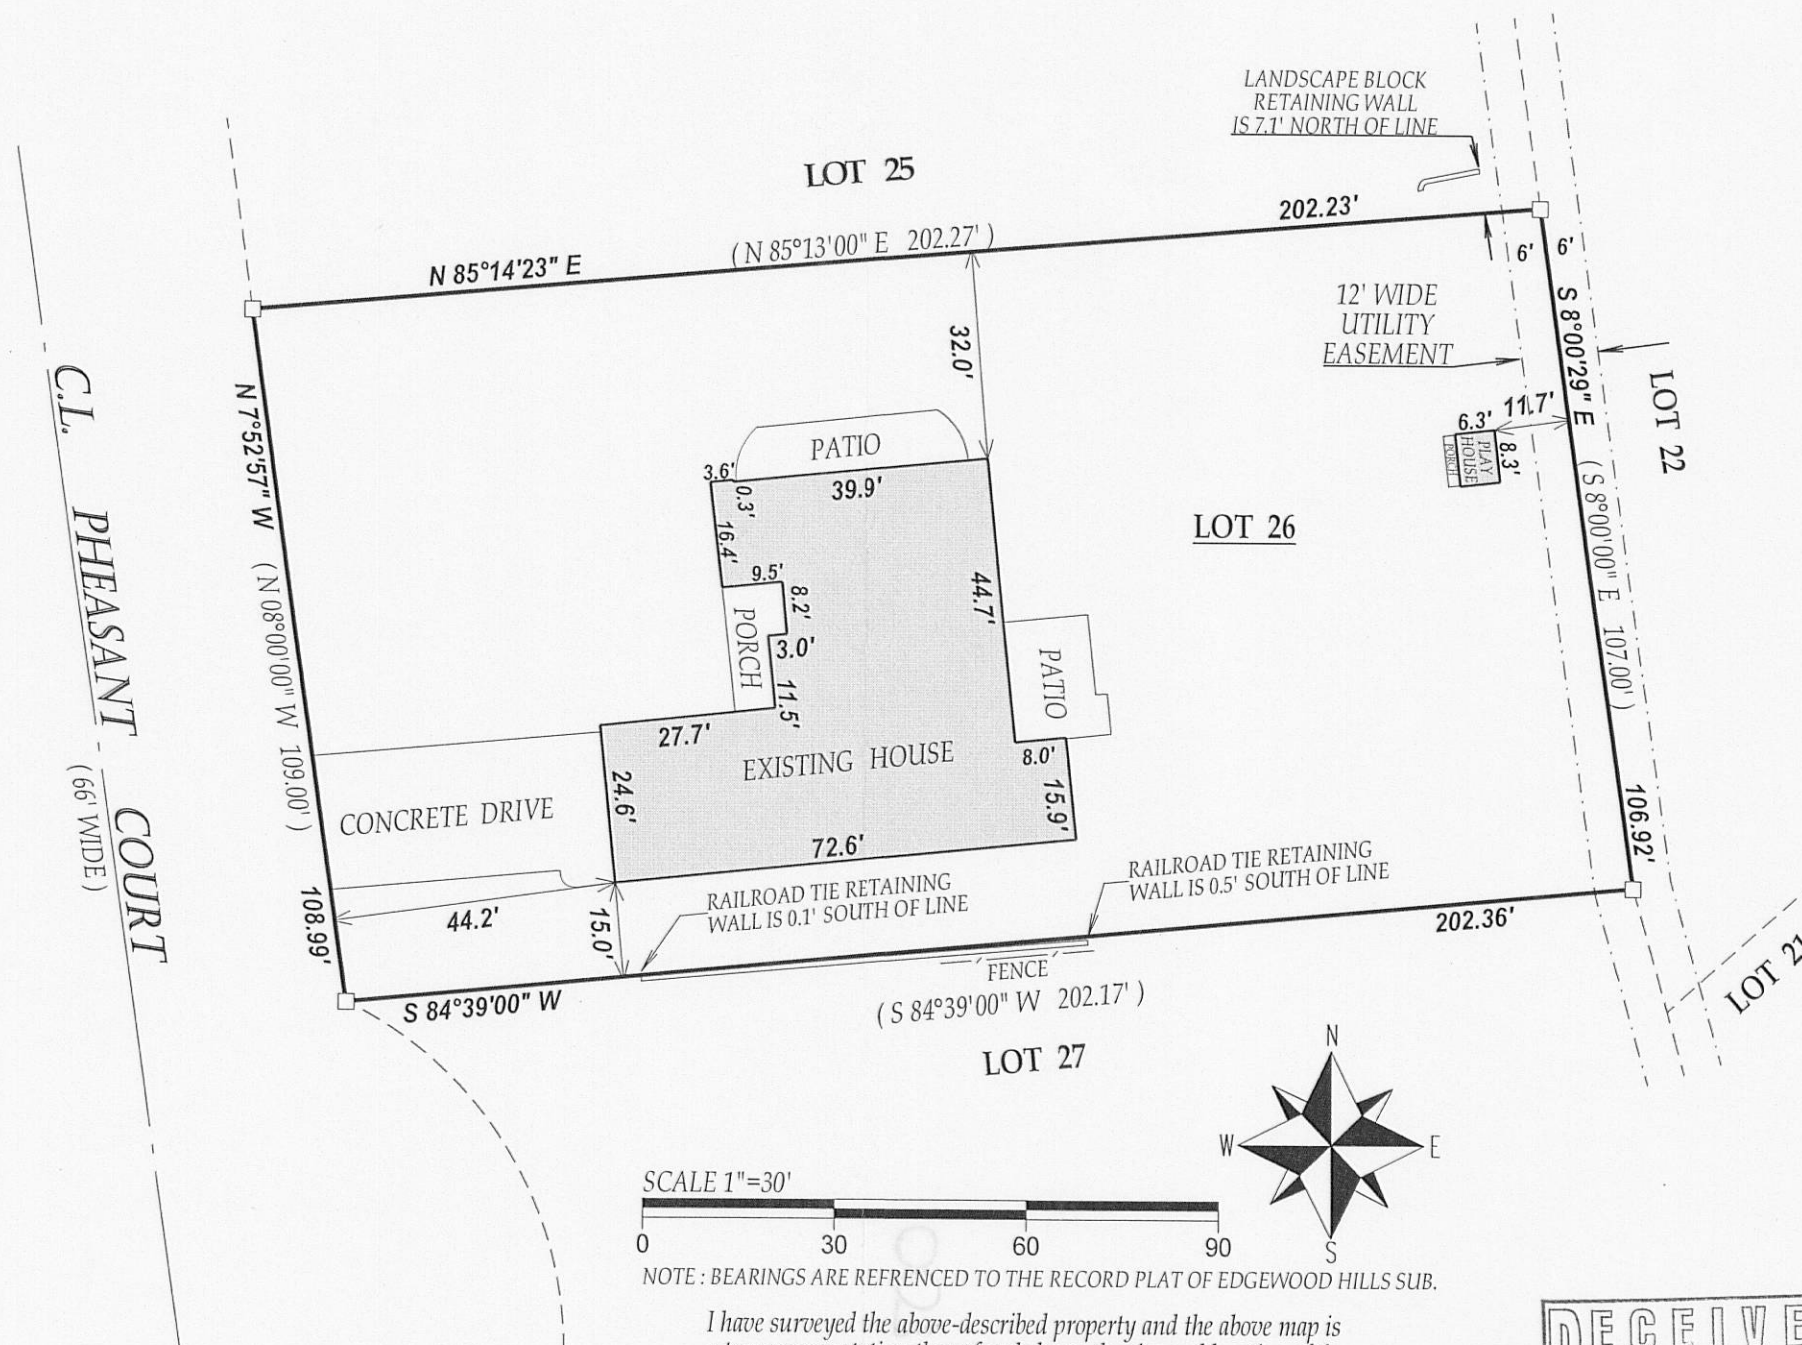 LANDSCAPE BLOCK
RETAINING WALL
IS 7.1' NORTH OF LINE
LOT 25
202.23'
( N 85°13'00" E 202.27' )
N 85°14'23" E
6' 6'
12' WIDE
UTILITY
EASEMENT
S 8°00'29" E
( S 8°00'00" E 107.00' )
106.92'
LOT 22
32.0'
C.L. PHEASANT COURT
( 66' WIDE )
N 7°52'57" W
( N 08°00'00" W 109.00' )
108.99'
PATIO
3.6'
0.3'
39.9'
16.4'
9.5'
8.2'
PORCH
3.0'
11.5'
44.7'
PATIO
6.3'
11.7'
PLAY
HOUSE
PORCH
8.3'
LOT 26
27.7'
EXISTING HOUSE
8.0'
24.6'
15.9'
72.6'
CONCRETE DRIVE
44.2'
15.0'
RAILROAD TIE RETAINING
WALL IS 0.1' SOUTH OF LINE
RAILROAD TIE RETAINING
WALL IS 0.5' SOUTH OF LINE
202.36'
FENCE
S 84°39'00" W
( S 84°39'00" W 202.17' )
LOT 21
LOT 27
N
W E
S
SCALE 1"=30'
0 30 60 90
NOTE : BEARINGS ARE REFRENCED TO THE RECORD PLAT OF EDGEWOOD HILLS SUB.
I have surveyed the above-described property and the above map is
DECEIVE